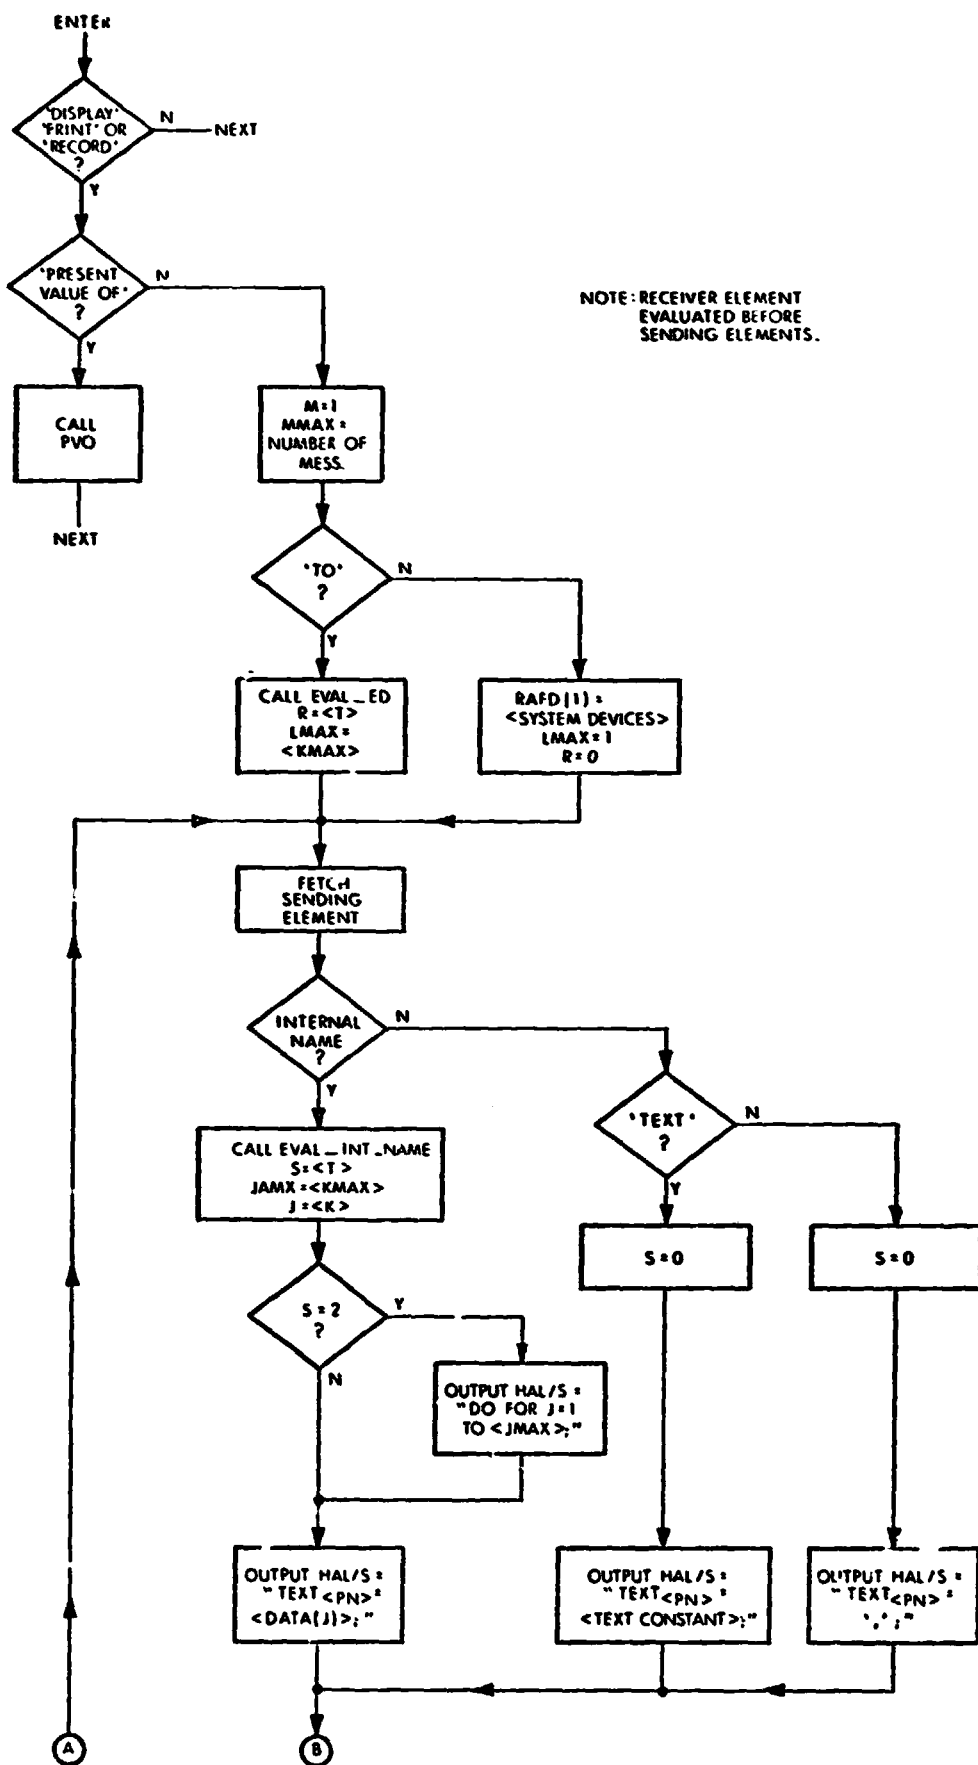 ENTER
'DISPLAY'
'PRINT' OR
'RECORD'
?
N
NEXT
Y
'PRESENT
VALUE OF'
?
N
Y
NOTE: RECEIVER ELEMENT
EVALUATED BEFORE
SENDING ELEMENTS.
CALL
PVO
NEXT
M=1
MMAX =
NUMBER OF
MESS.
'TO'
?
N
Y
CALL EVAL_ED
R=<T>
LMAX=
<KMAX>
RAFD(1) =
<SYSTEM DEVICES>
LMAX=1
R=0
FETCH
SENDING
ELEMENT
INTERNAL
NAME
?
N
Y
'TEXT'
?
N
Y
CALL EVAL_INT_NAME
S=<T>
JAMX=<KMAX>
J=<K>
S=0
S=0
S=2
?
Y
N
OUTPUT HAL/S =
"DO FOR J=1
TO <JMAX>;"
OUTPUT HAL/S =
"TEXT<PN> =
<DATA(J)>;"
OUTPUT HAL/S =
"TEXT<PN> =
<TEXT CONSTANT>;"
OUTPUT HAL/S =
"TEXT<PN> =
',';"
A
B